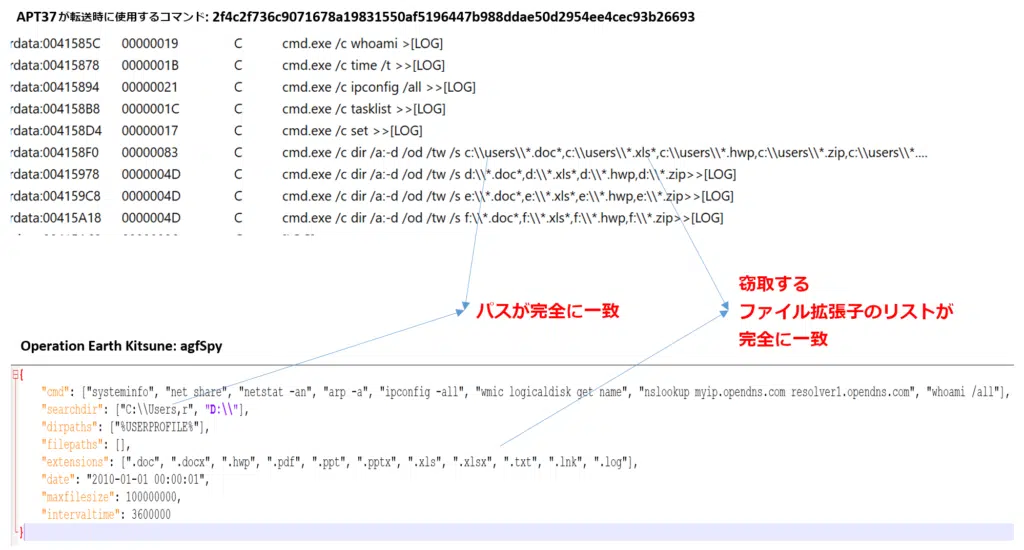 APT37が転送時に使用するコマンド: 2f4c2f736c9071678a19831550af5196447b988ddae50d2954ee4cec93b26693
rdata:0041585C 00000019 C cmd.exe /c whoami >[LOG]
rdata:00415878 0000001B C cmd.exe /c time /t >>[LOG]
rdata:00415894 00000021 C cmd.exe /c ipconfig /all >>[LOG]
rdata:004158B8 0000001C C cmd.exe /c tasklist >>[LOG]
rdata:004158D4 00000017 C cmd.exe /c set >>[LOG]
rdata:004158F0 00000083 C cmd.exe /c dir /a:-d /od /tw /s c:\\users\\*.doc*,c:\\users\\*.xls*,c:\\users\\*.hwp,c:\\users\\*.zip,c:\\users\\*....
rdata:00415978 0000004D C cmd.exe /c dir /a:-d /od /tw /s d:\\*.doc*,d:\\*.xls*,d:\\*.hwp,d:\\*.zip>>[LOG]
rdata:004159C8 0000004D C cmd.exe /c dir /a:-d /od /tw /s e:\\*.doc*,e:\\*.xls*,e:\\*.hwp,e:\\*.zip>>[LOG]
rdata:00415A18 0000004D C cmd.exe /c dir /a:-d /od /tw /s f:\\*.doc*,f:\\*.xls*,f:\\*.hwp,f:\\*.zip>>[LOG]
パスが完全に一致
窃取する
ファイル拡張子のリストが
完全に一致
Operation Earth Kitsune: agfSpy
{
"cmd": ["systeminfo", "net share", "netstat -an", "arp -a", "ipconfig -all", "wmic logicaldisk get name", "nslookup myip.opendns.com resolver1.opendns.com", "whoami /all"],
"searchdir": ["C:\\Users,r", "D:\\"],
"dirpaths": ["%USERPROFILE%"],
"filepaths": [],
"extensions": [".doc", ".docx", ".hwp", ".pdf", ".ppt", ".pptx", ".xls", ".xlsx", ".txt", ".lnk", ".log"],
"date": "2010-01-01 00:00:01",
"maxfilesize": 100000000,
"intervaltime": 3600000
}